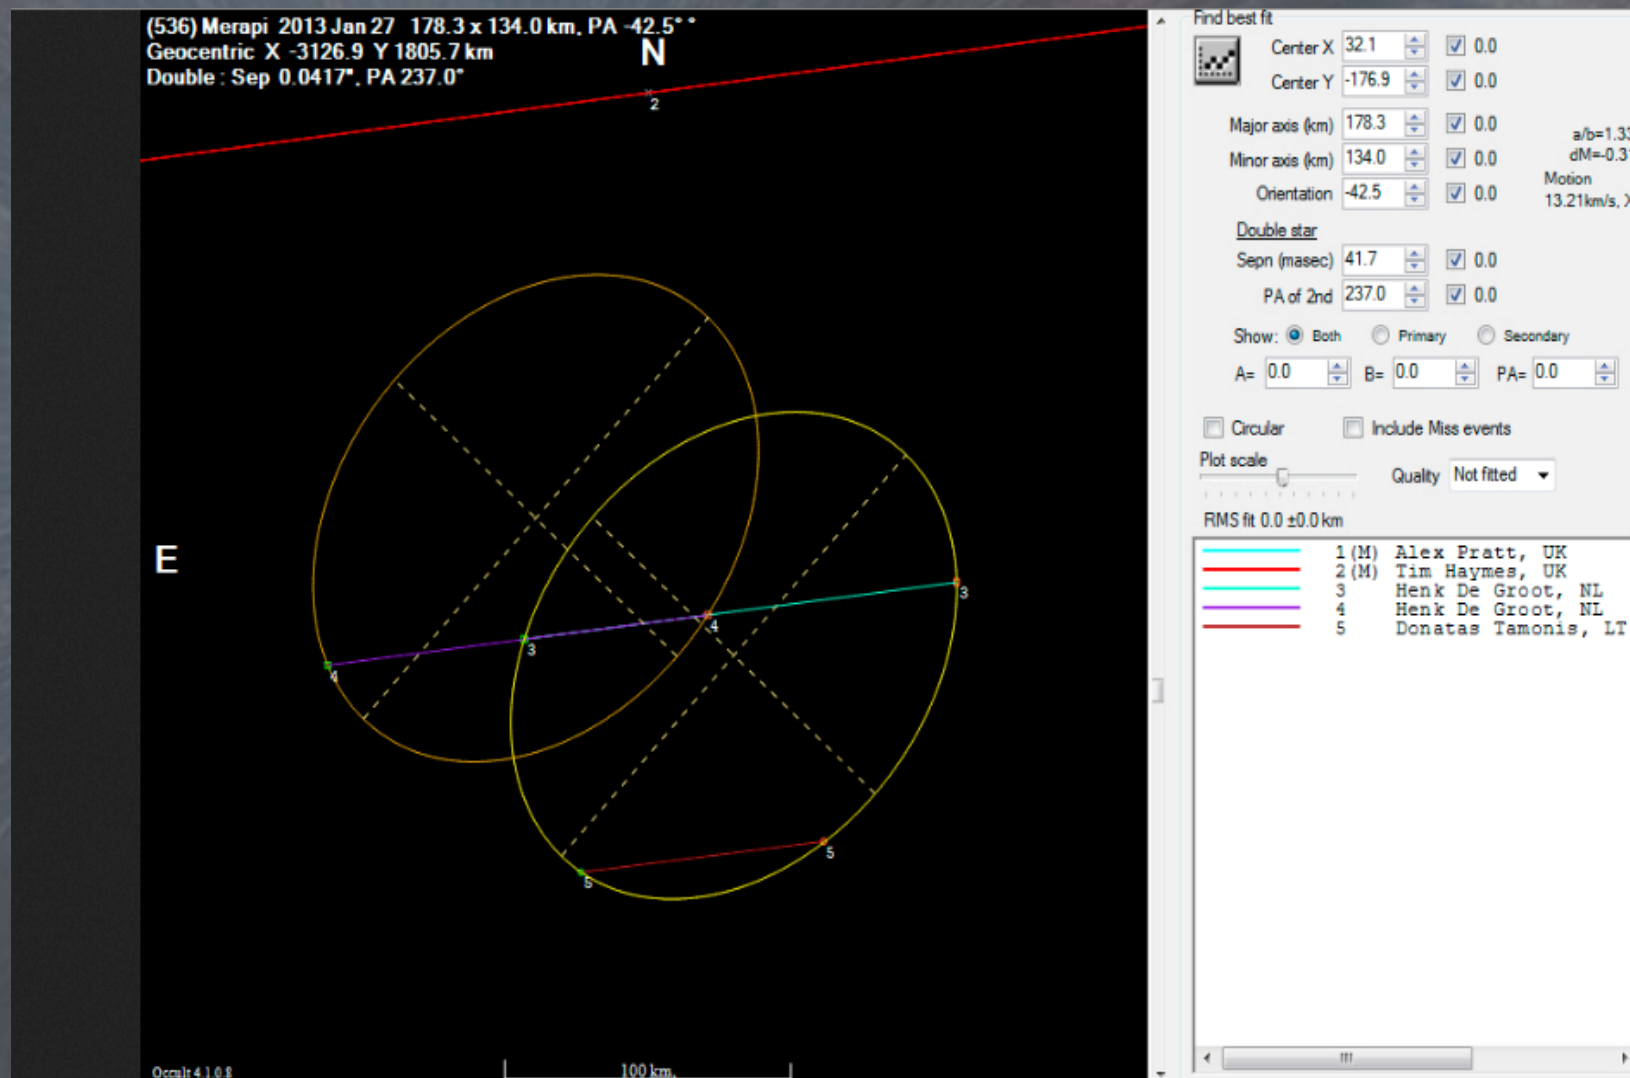 (536) Merapi 2013 Jan 27 178.3 x 134.0 km, PA -42.5° °
Geocentric X -3126.9 Y 1805.7 km
Double : Sep 0.0417", PA 237.0°
N
2
E
3
4
3
4
5
5
100 km.
Occult 4.1.0.8
Find best fit
Center X 32.1 0.0
Center Y -176.9 0.0
Major axis (km) 178.3 0.0
a/b=1.33
Minor axis (km) 134.0 0.0
dM=-0.31
Motion
Orientation -42.5 0.0
13.21km/s, X
Double star
Sepn (masec) 41.7 0.0
PA of 2nd 237.0 0.0
Show: Both Primary Secondary
A= 0.0 B= 0.0 PA= 0.0
Circular Include Miss events
Plot scale
Quality Not fitted
RMS fit 0.0 ±0.0 km
1(M) Alex Pratt, UK
2(M) Tim Haymes, UK
3 Henk De Groot, NL
4 Henk De Groot, NL
5 Donatas Tamonis, LT